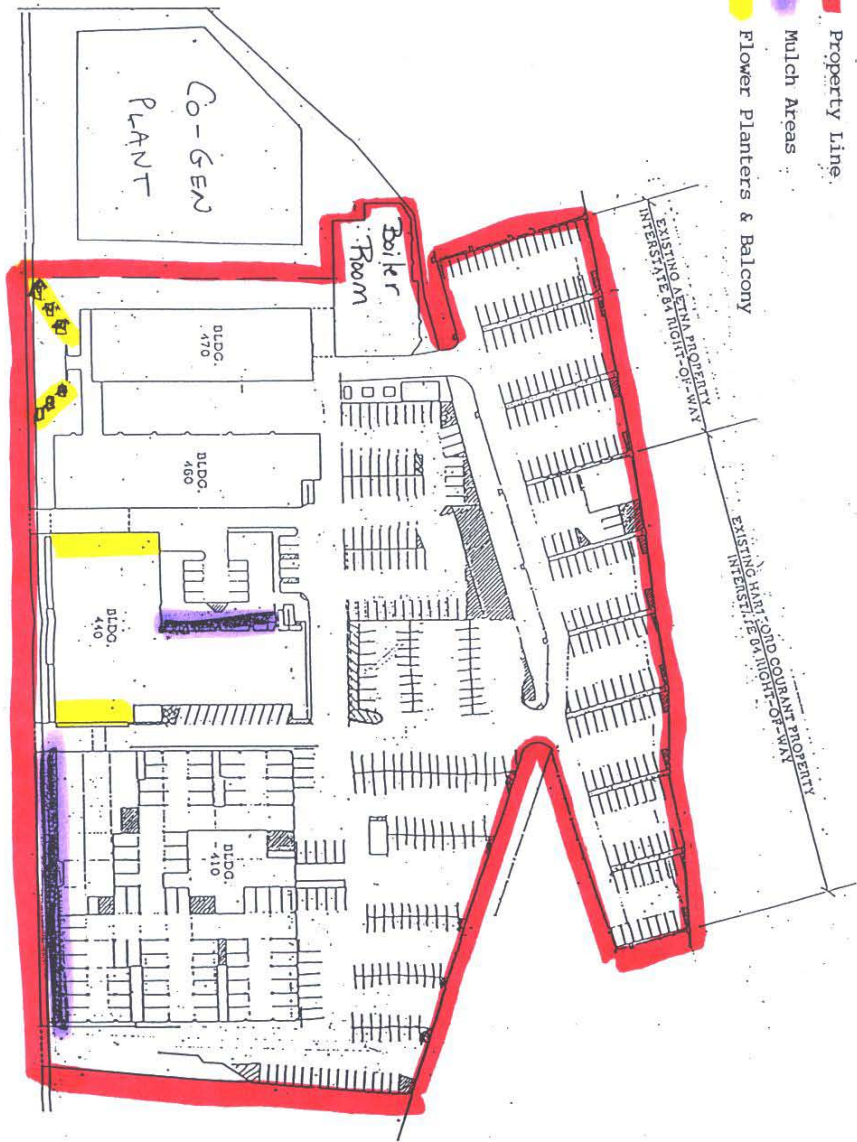 Property Line.
Mulch Areas
Flower Planters & Balcony
EXISTING AETNA PROPERTY
INTERSTATE 84 RIGHT-OF-WAY
EXISTING HARTFORD COURANT PROPERTY
INTERSTATE 84 RIGHT-OF-WAY
CO-GEN
PLANT
Boiler
Room
BLDG.
470
BLDG.
460
BLDG.
440
BLDG.
410